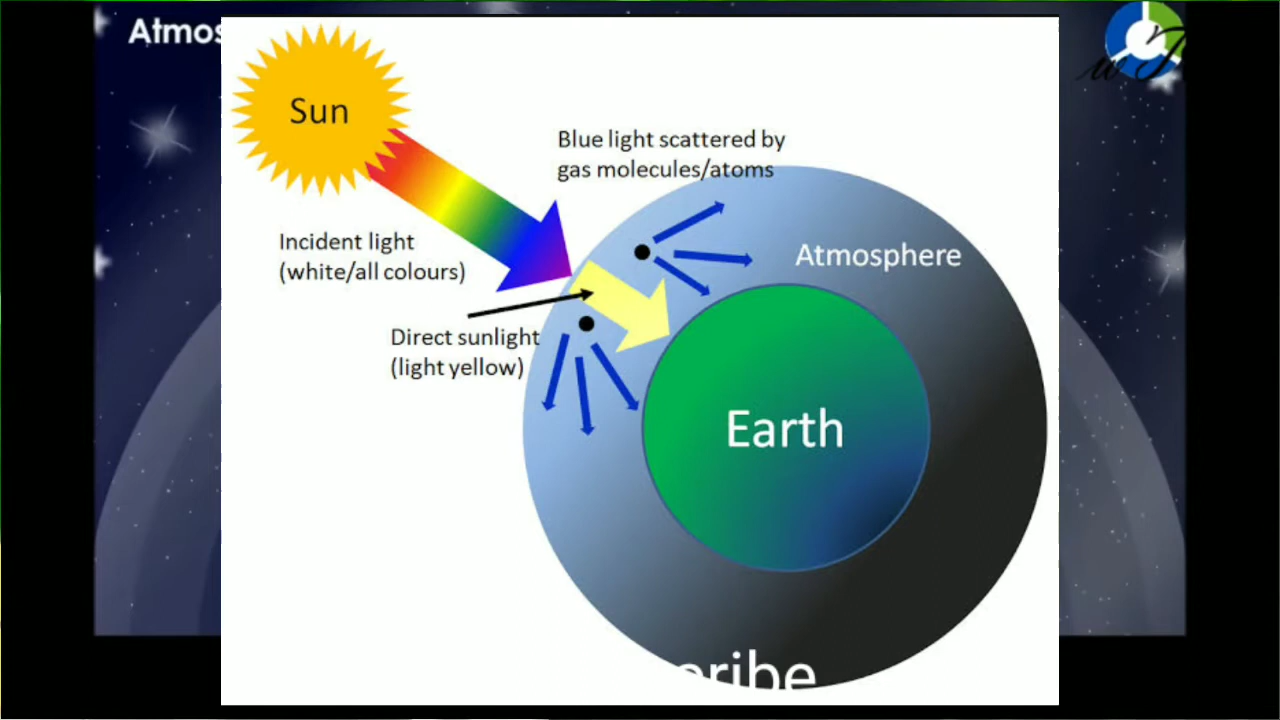 Atmos
Sun
Blue light scattered by
gas molecules/atoms
Incident light
(white/all colours)
Atmosphere
Direct sunlight
(light yellow)
Earth
cribe